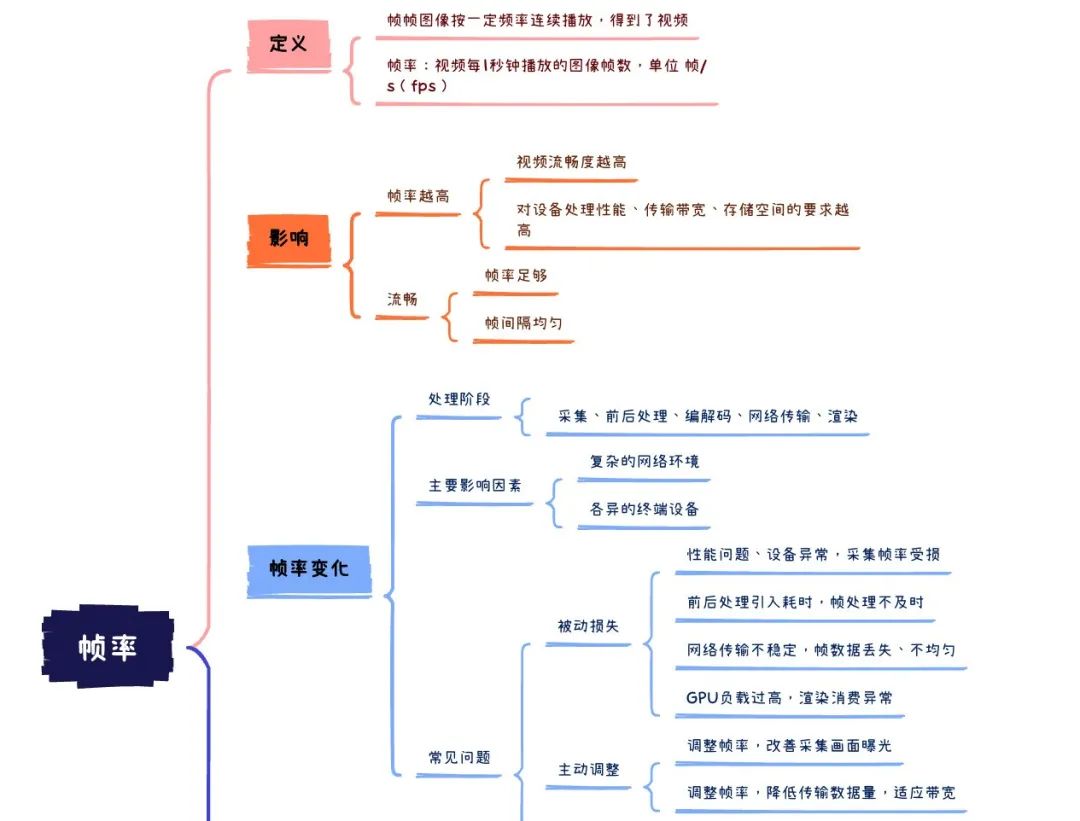 帧率
定义
帧帧图像按一定频率连续播放，得到了视频
帧率：视频每1秒钟播放的图像帧数，单位 帧/
s（fps）
影响
帧率越高
视频流畅度越高
对设备处理性能、传输带宽、存储空间的要求越
高
流畅
帧率足够
帧间隔均匀
帧率变化
处理阶段
采集、前后处理、编解码、网络传输、渲染
主要影响因素
复杂的网络环境
各异的终端设备
常见问题
被动损失
性能问题、设备异常，采集帧率受损
前后处理引入耗时，帧处理不及时
网络传输不稳定，帧数据丢失、不均匀
GPU负载过高，渲染消费异常
主动调整
调整帧率，改善采集画面曝光
调整帧率，降低传输数据量，适应带宽